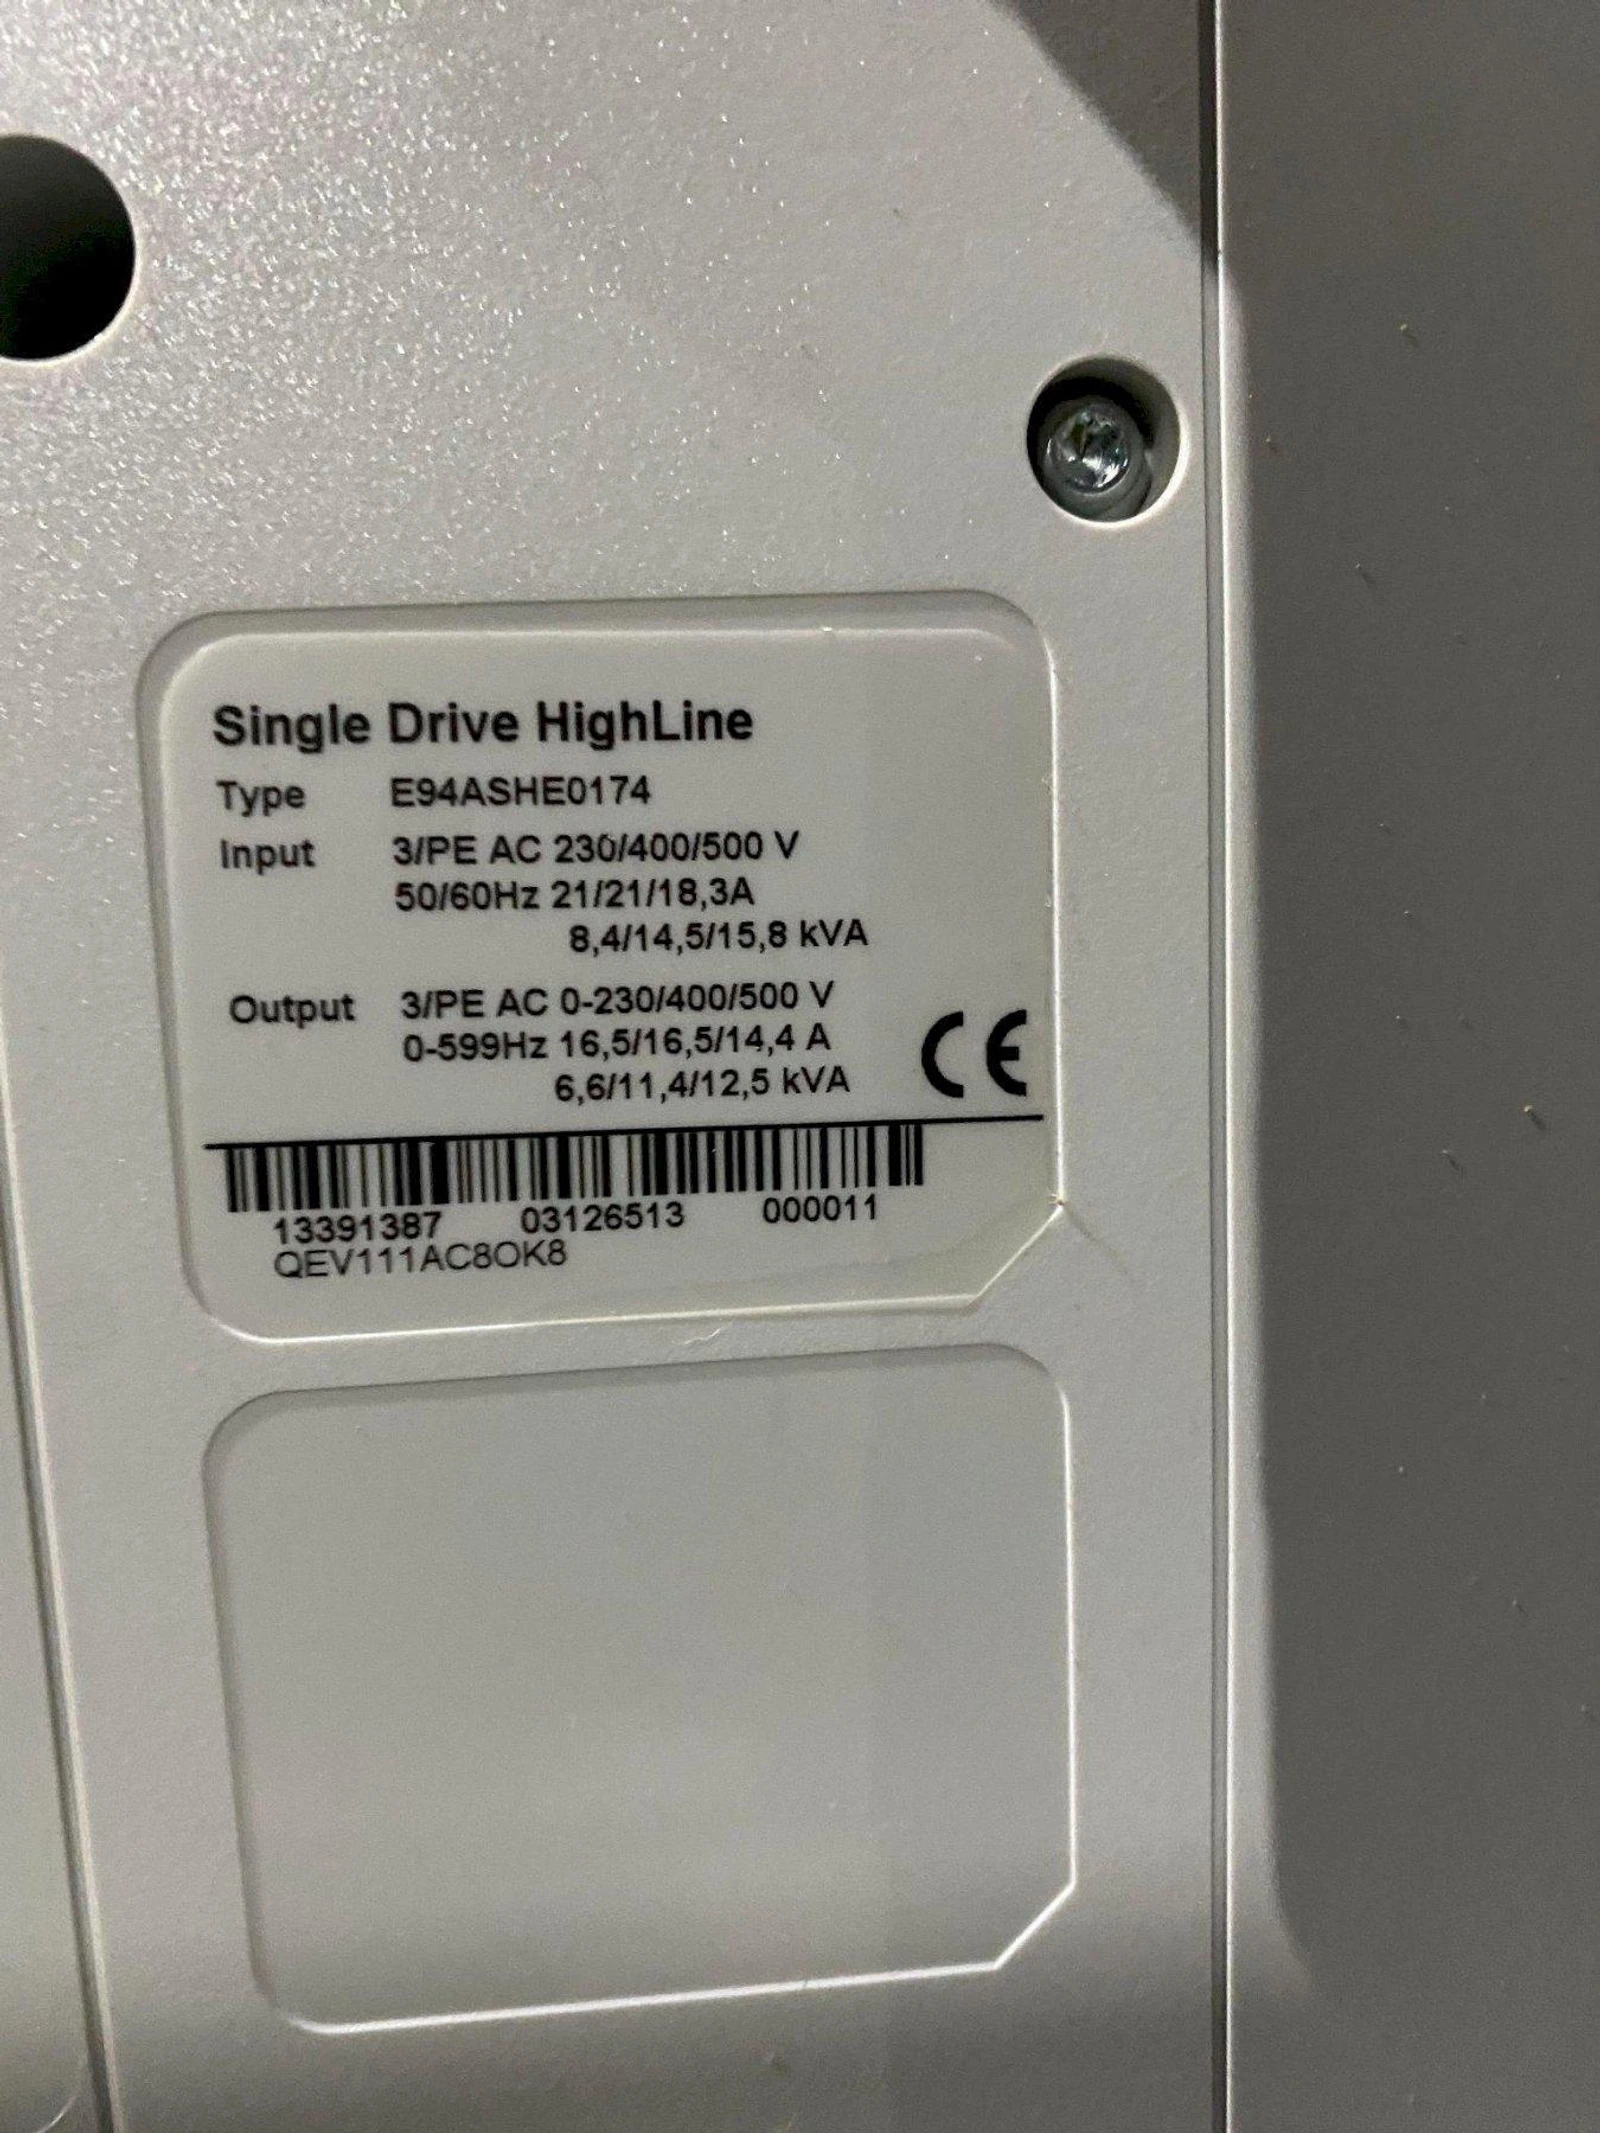 Single Drive HighLine
Type E94ASHE0174
Input 3/PE AC 230/400/500 V
50/60Hz 21/21/18,3A
8,4/14,5/15,8 kVA
Output 3/PE AC 0-230/400/500 V
0-599Hz 16,5/16,5/14,4 A
6,6/11,4/12,5 kVA
CE
13391387 03126513 000011
QEV111AC8OK8